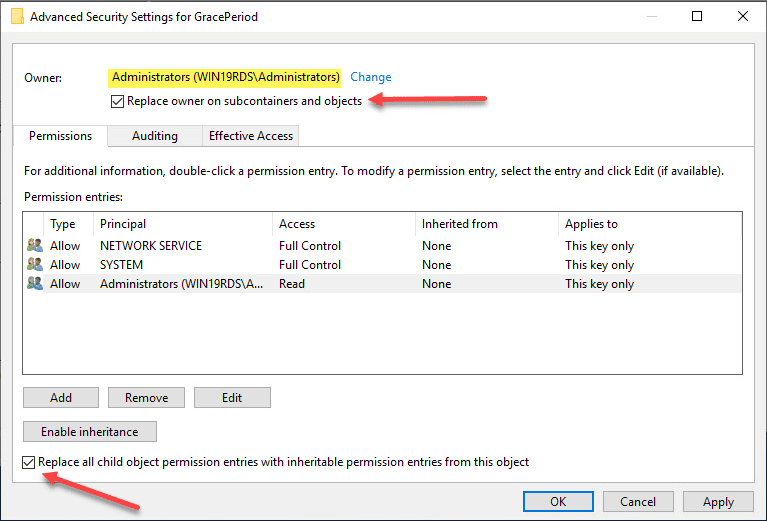 Advanced Security Settings for GracePeriod
Owner: Administrators (WIN19RDS\Administrators) Change
Replace owner on subcontainers and objects
Permissions Auditing Effective Access
For additional information, double-click a permission entry. To modify a permission entry, select the entry and click Edit (if available).
Permission entries:
Type Principal Access Inherited from Applies to
Allow NETWORK SERVICE Full Control None This key only
Allow SYSTEM Full Control None This key only
Allow Administrators (WIN19RDS\A... Read None This key only
Add Remove Edit
Enable inheritance
Replace all child object permission entries with inheritable permission entries from this object
OK Cancel Apply